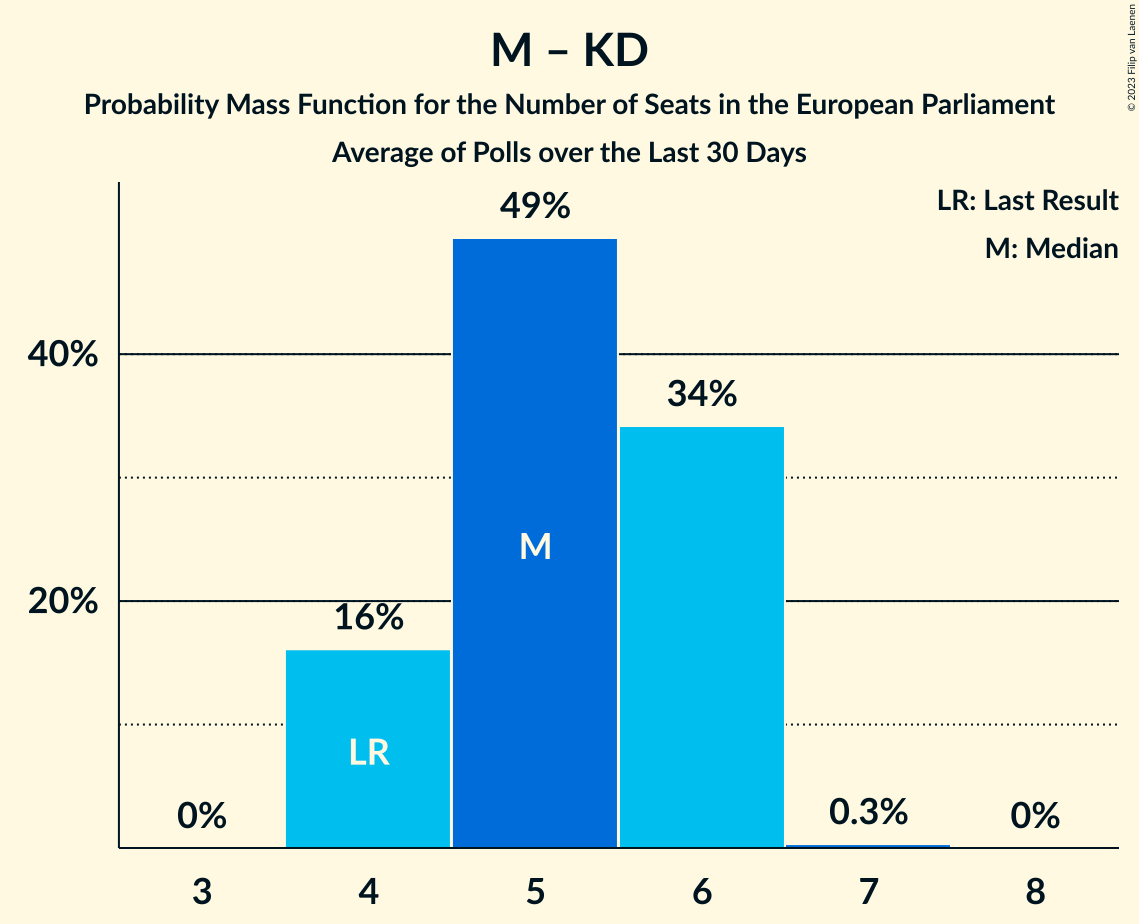 M – KD
Probability Mass Function for the Number of Seats in the European Parliament
Average of Polls over the Last 30 Days
© 2023 Filip van Laenen
LR: Last Result
M: Median
49%
40%
34%
M
20%
16%
LR
0%
0.3%
0%
3 4 5 6 7 8